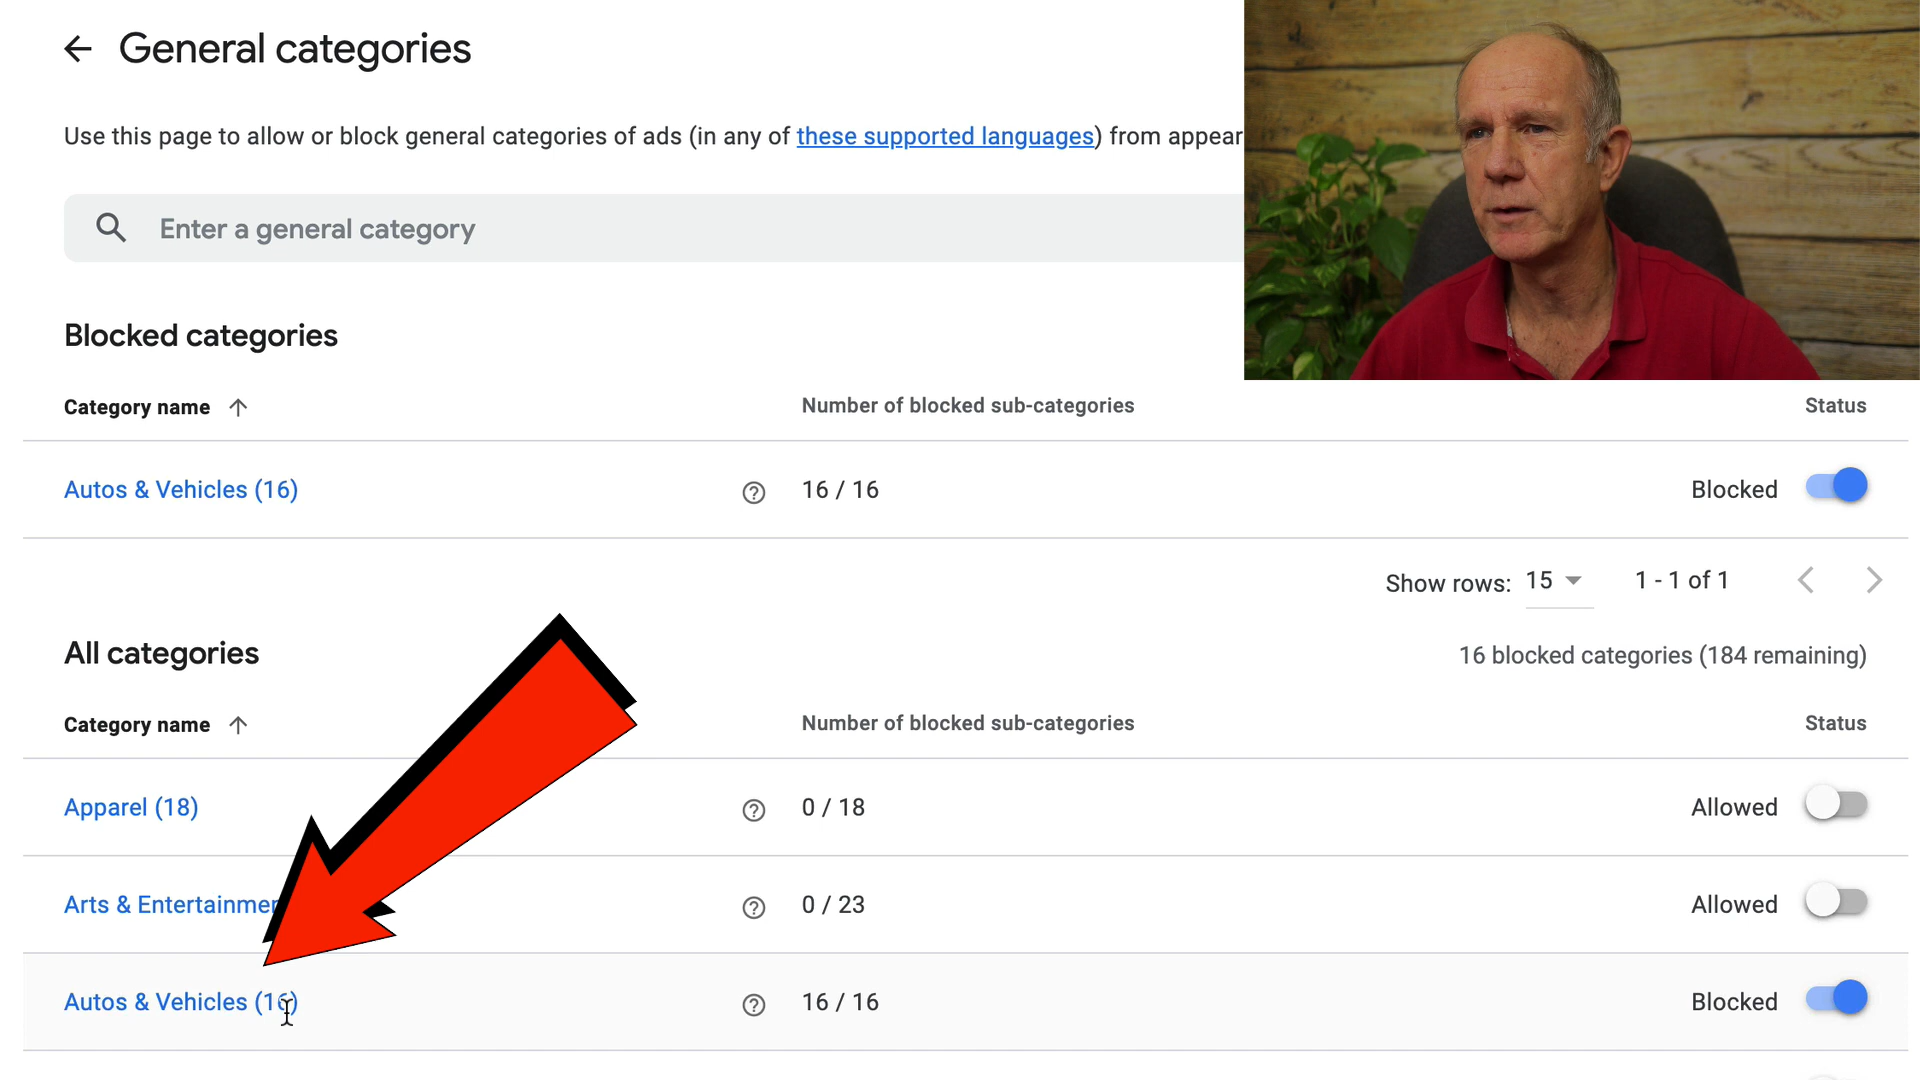 General categories
Use this page to allow or block general categories of ads (in any of these supported languages) from appear
Enter a general category
Blocked categories
Category name Number of blocked sub-categories Status
Autos & Vehicles (16) 16 / 16 Blocked
Show rows: 15 1 - 1 of 1
All categories 16 blocked categories (184 remaining)
Category name Number of blocked sub-categories Status
Apparel (18) 0 / 18 Allowed
Arts & 0 / 23 Allowed
Autos & Vehicles (16) 16 / 16 Blocked